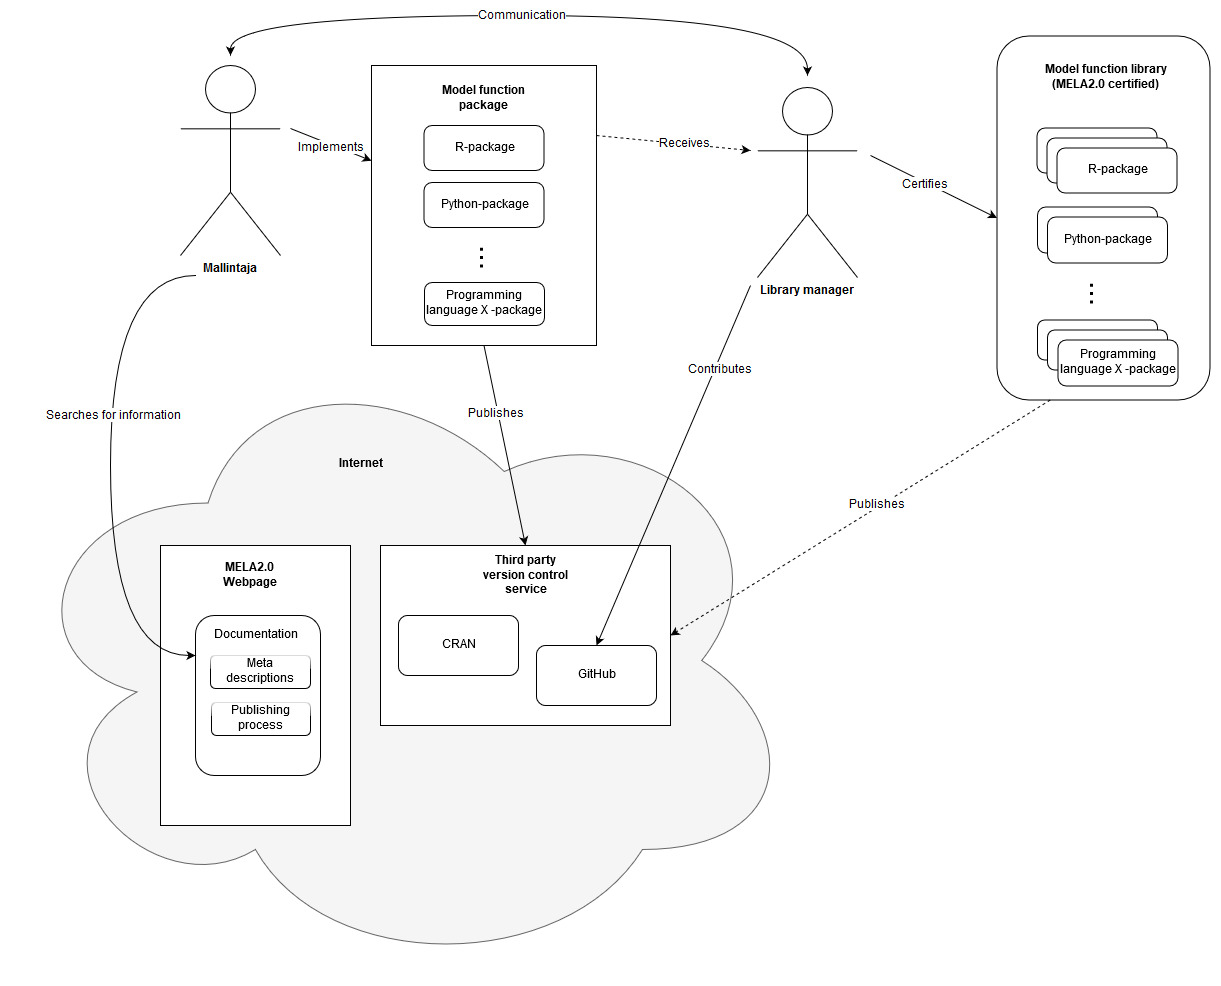 Communication
Model function
package
R-package
Python-package
Programming
language X -package
Implements
Receives
Certifies
Model function library
(MELA2.0 certified)
R-package
Python-package
Programming
language X -package
Mallintaja
Library manager
Searches for information
Publishes
Contributes
Publishes
Internet
MELA2.0
Webpage
Documentation
Meta
descriptions
Publishing
process
Third party
version control
service
CRAN
GitHub